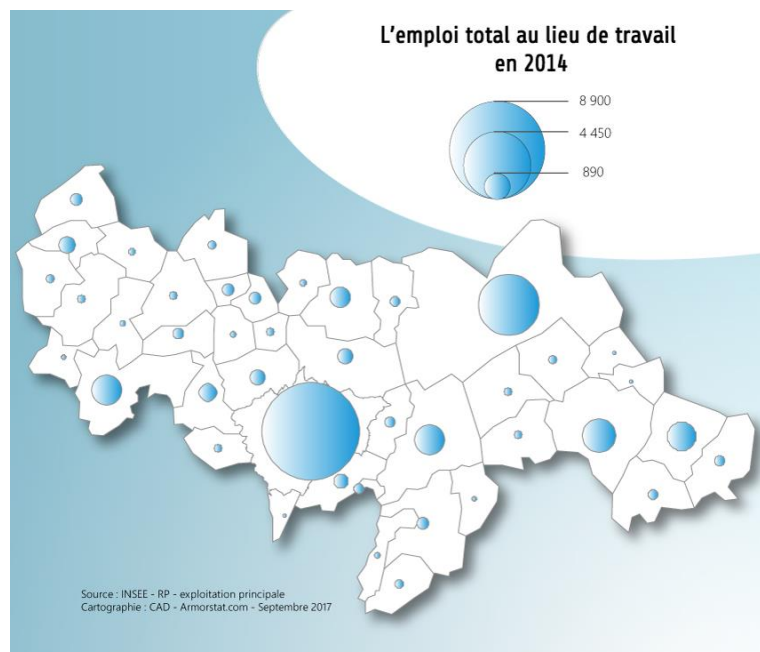 L'emploi total au lieu de travail
en 2014
8 900
4 450
890
Source : INSEE - RP - exploitation principale
Cartographie : CAD - Armorstat.com - Septembre 2017